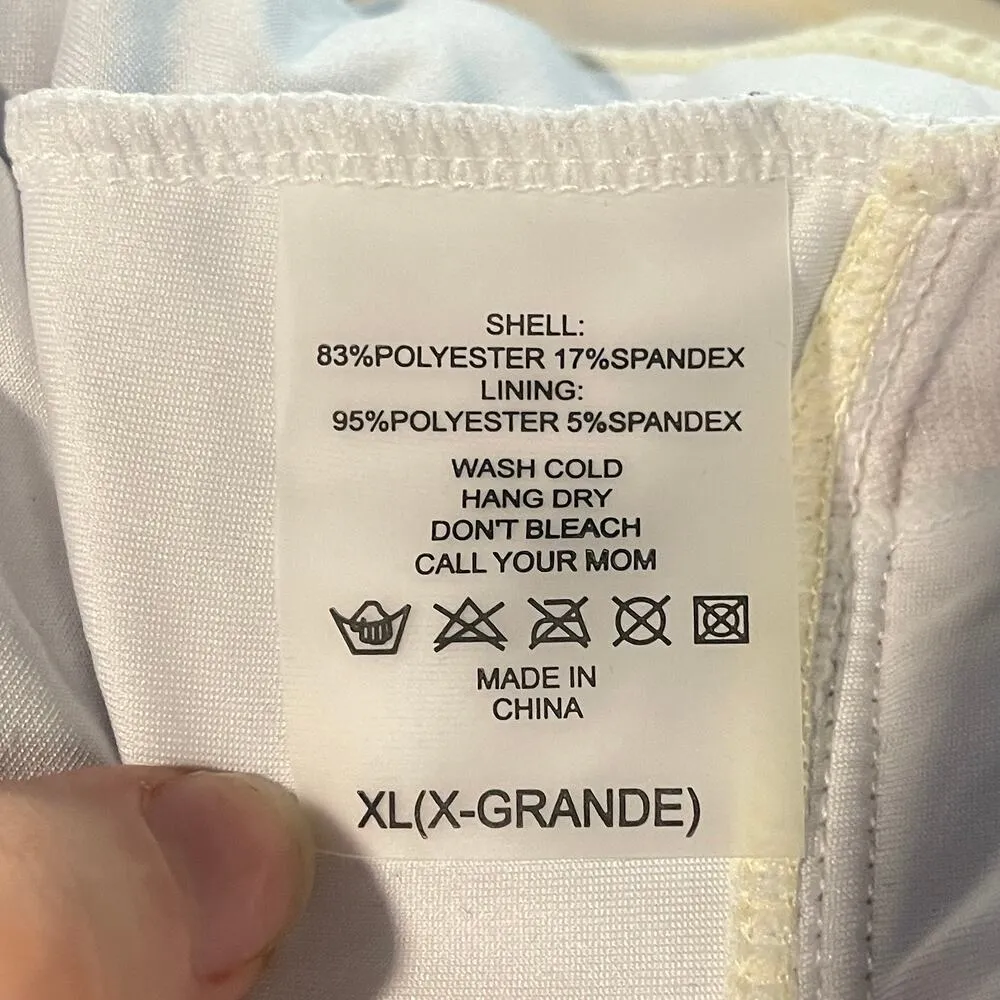 SHELL:
83%POLYESTER 17%SPANDEX
LINING:
95%POLYESTER 5%SPANDEX
WASH COLD
HANG DRY
DON'T BLEACH
CALL YOUR MOM
MADE IN
CHINA
XL(X-GRANDE)